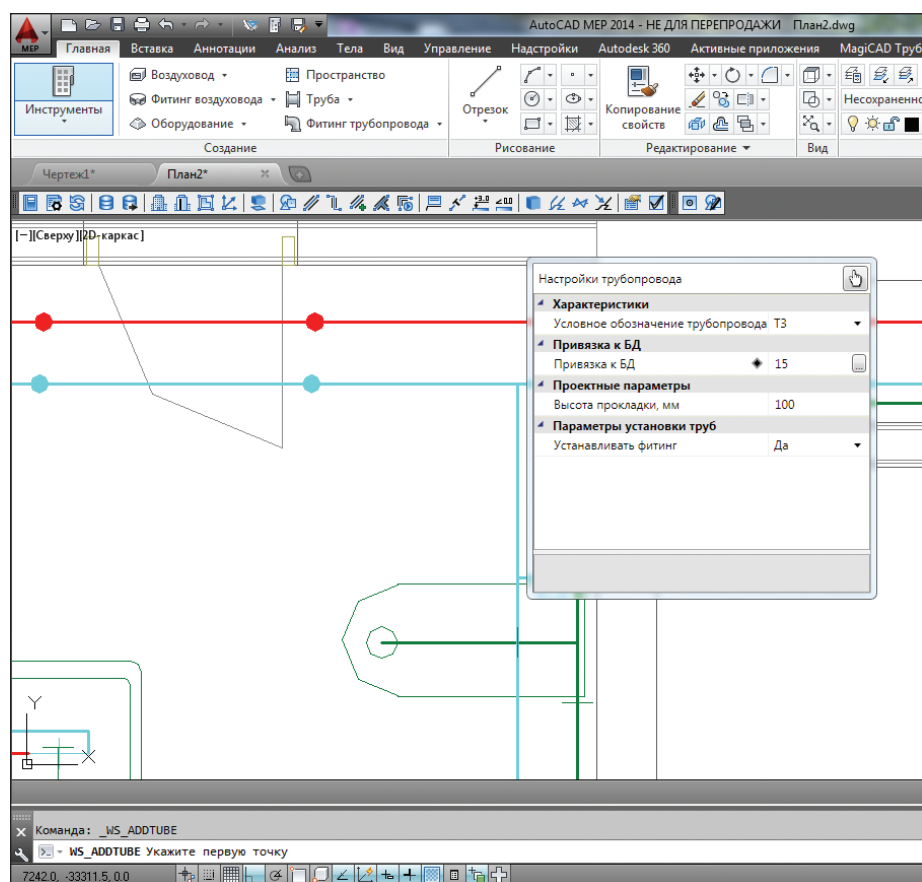 AutoCAD MEP 2014 - НЕ ДЛЯ ПЕРЕПРОДАЖИ План2.dwg
MEP
Главная Вставка Аннотации Анализ Тела Вид Управление Надстройки Autodesk 360 Активные приложения MagiCAD Труб
Инструменты
Воздуховод
Фитинг воздуховода
Оборудование
Пространство
Труба
Фитинг трубопровода
Отрезок
Копирование свойств
Несохраненно
Создание Рисование Редактирование Вид
Чертеж1* План2*
[−][Сверху][2D-каркас]
Настройки трубопровода
Характеристики
Условное обозначение трубопровода Т3
Привязка к БД
Привязка к БД 15
Проектные параметры
Высота прокладки, мм 100
Параметры установки труб
Устанавливать фитинг Да
Y
X
Команда: _WS_ADDTUBE
WS_ADDTUBE Укажите первую точку
7242.0, -33311.5, 0.0